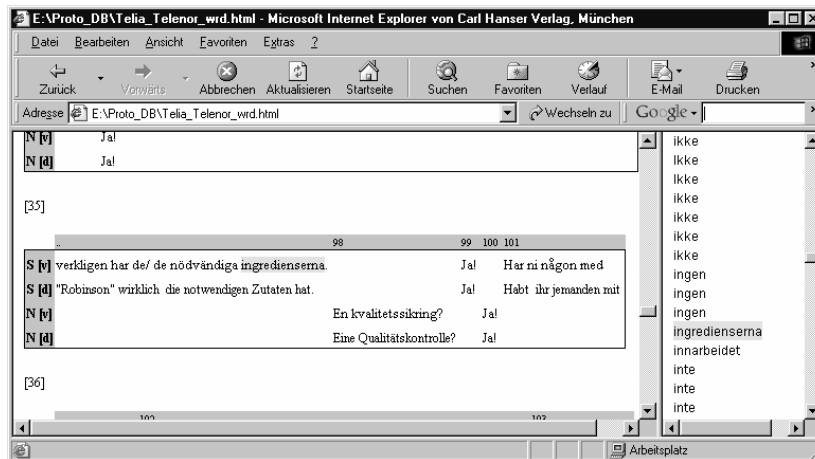 E:\Proto_DB\Telia_Telenor_wrd.html - Microsoft Internet Explorer von Carl Hanser Verlag, München
Datei Bearbeiten Ansicht Favoriten Extras ?
Zurück Vorwärts Abbrechen Aktualisieren Startseite Suchen Favoriten Verlauf E-Mail Drucken
Adresse E:\Proto_DB\Telia_Telenor_wrd.html Wechseln zu Google
N [v] Ja!
N [d] Ja!
[35]
.. 98 99 100 101
S [v] verkligen har de/ de nödvändiga ingredienserna. Ja! Har ni någon med
S [d] "Robinson" wirklich die notwendigen Zutaten hat. Ja! Habt ihr jemanden mit
N [v] En kvalitetssikring? Ja!
N [d] Eine Qualitätskontrolle? Ja!
[36]
102 103
ikke
Ikke
Ikke
ikke
ikke
ikke
ikke
ingen
ingen
ingen
ingredienserna
innarbeidet
inte
inte
inte
Arbeitsplatz